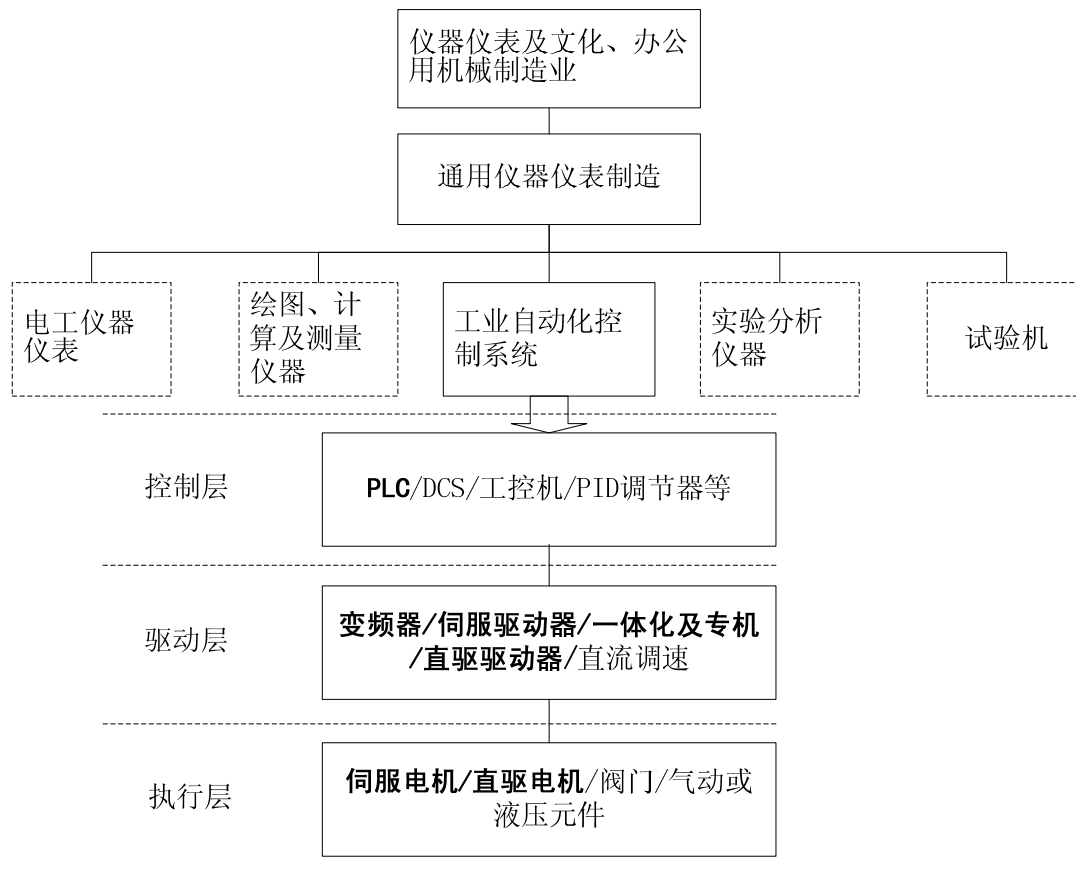 仪器仪表及文化、办公
用机械制造业
通用仪器仪表制造
电工仪器
仪表
绘图、计
算及测量
仪器
工业自动化控
制系统
实验分析
仪器
试验机
控制层
PLC/DCS/工控机/PID调节器等
驱动层
变频器/伺服驱动器/一体化及专机
/直驱驱动器/直流调速
执行层
伺服电机/直驱电机/阀门/气动或
液压元件